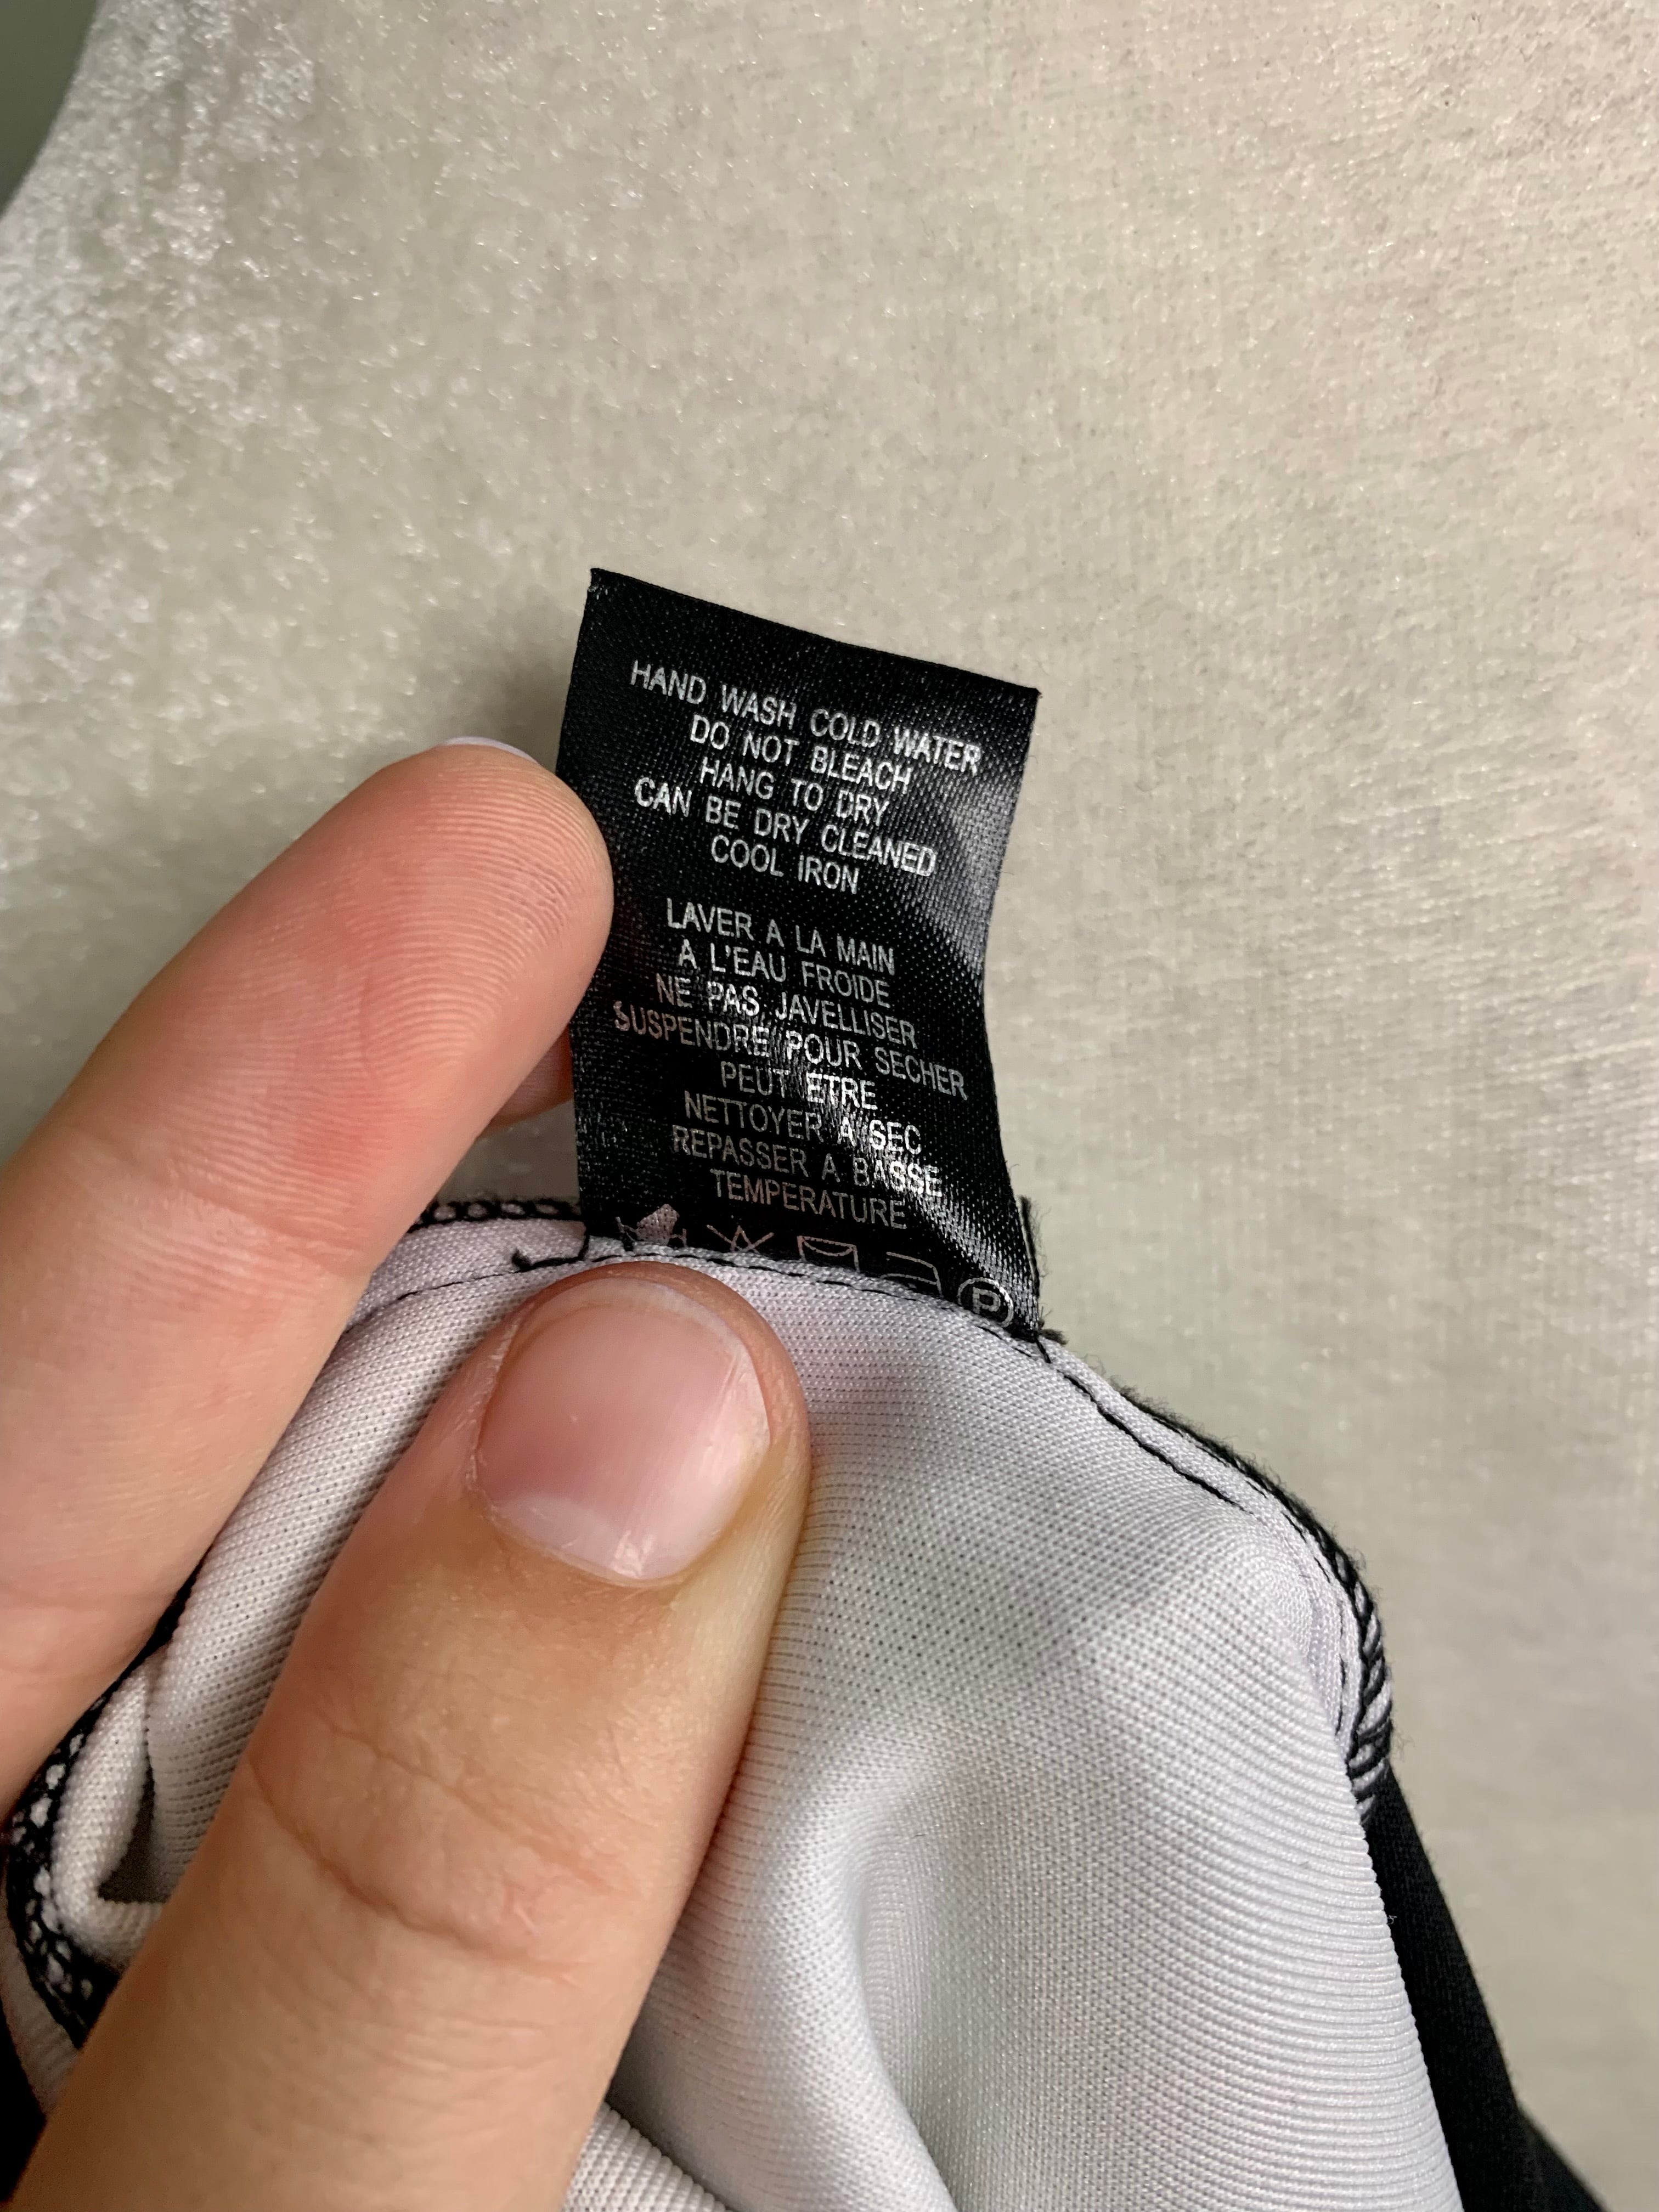 HAND WASH COLD WATER
DO NOT BLEACH
HANG TO DRY
CAN BE DRY CLEANED
COOL IRON
LAVER A LA MAIN
A L'EAU FROIDE
NE PAS JAVELLISER
SUSPENDRE POUR SECHER
PEUT ETRE
NETTOYER A SEC
REPASSER A BASSE
TEMPERATURE
P